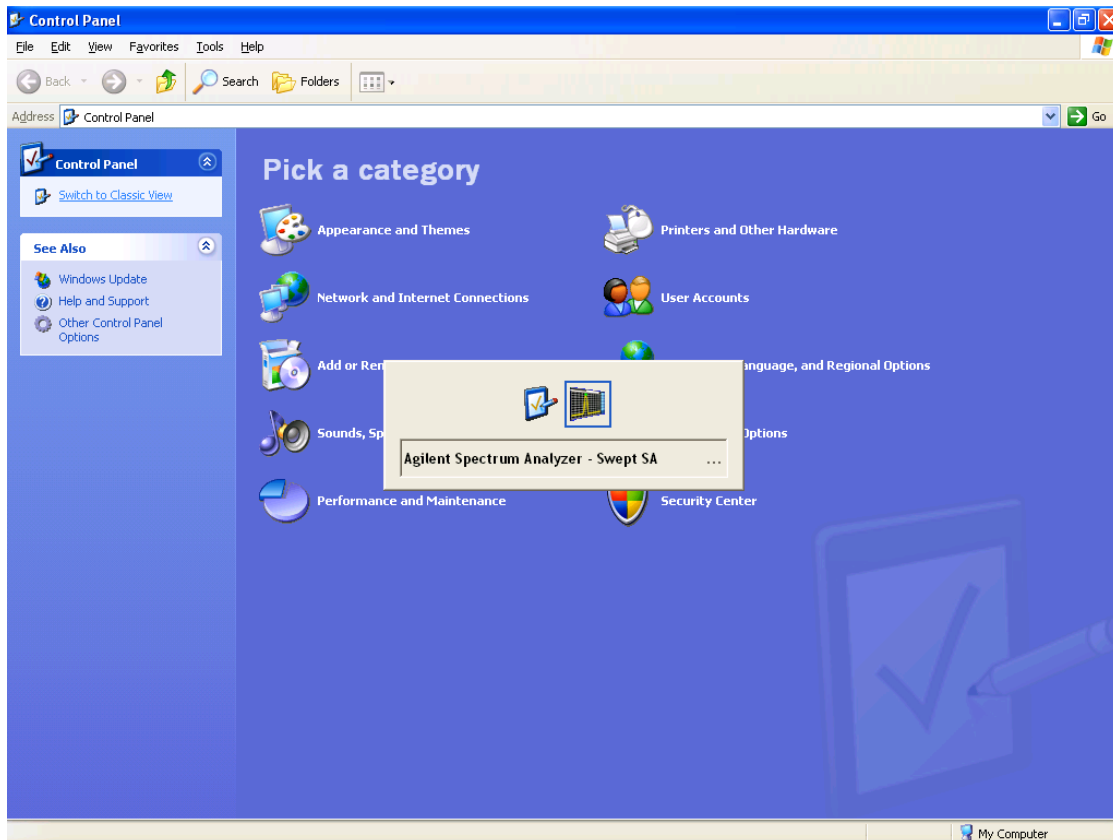 Control Panel
File Edit View Favorites Tools Help
Back Search Folders
Address Control Panel Go
Control Panel
Switch to Classic View
See Also
Windows Update
Help and Support
Other Control Panel
Options
Pick a category
Appearance and Themes
Printers and Other Hardware
Network and Internet Connections
User Accounts
Add or Ren
anguage, and Regional Options
Sounds, Sp
Options
Performance and Maintenance
Security Center
Agilent Spectrum Analyzer - Swept SA ...
My Computer